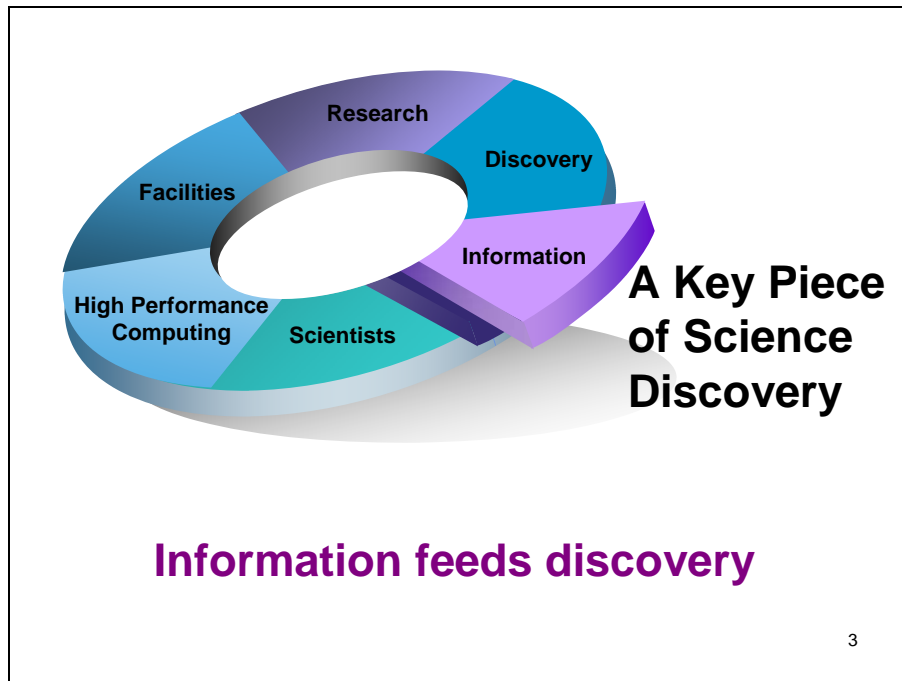 Research
Discovery
Facilities
Information
High Performance
Computing
Scientists
A Key Piece
of Science
Discovery
Information feeds discovery
3